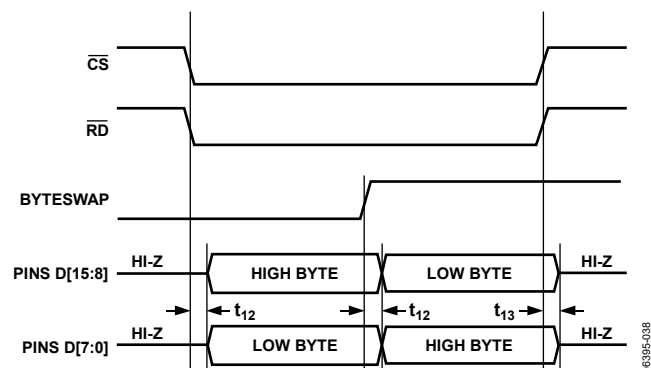 CS
RD
BYTESWAP
PINS D[15:8] HI-Z HIGH BYTE LOW BYTE HI-Z
t12 t12 t13
PINS D[7:0] HI-Z LOW BYTE HIGH BYTE HI-Z
6395-038